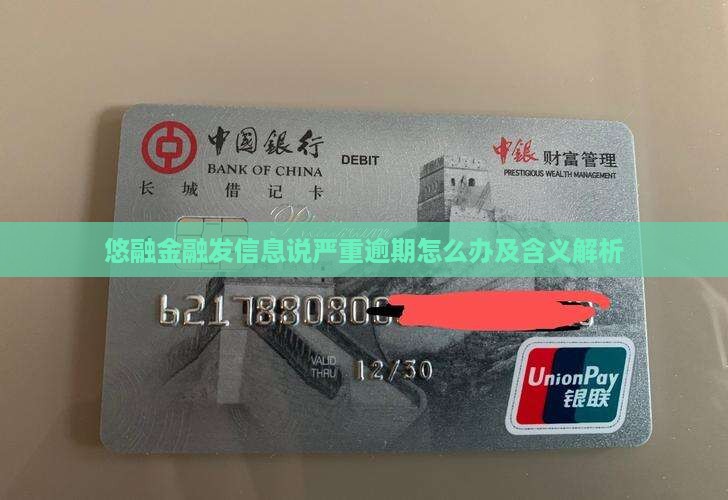 中国银行
BANK OF CHINA
DEBIT
中銀 财富管理
PRESTIGIOUS WEALTH MANAGEMENT
长城借记卡
悠融金融发信息说严重逾期怎么办及含义解析
6217880800
VALID
THRU
12/30
UnionPay
银联